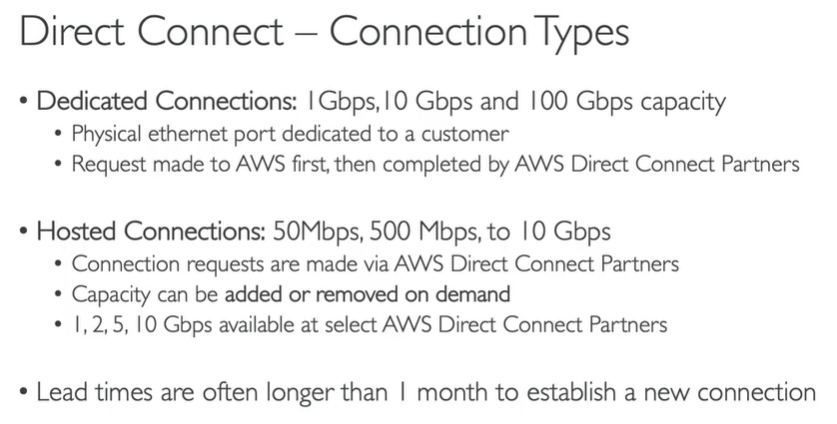 Direct Connect – Connection Types
• Dedicated Connections: 1Gbps,10 Gbps and 100 Gbps capacity
• Physical ethernet port dedicated to a customer
• Request made to AWS first, then completed by AWS Direct Connect Partners
• Hosted Connections: 50Mbps, 500 Mbps, to 10 Gbps
• Connection requests are made via AWS Direct Connect Partners
• Capacity can be added or removed on demand
• 1, 2, 5, 10 Gbps available at select AWS Direct Connect Partners
• Lead times are often longer than 1 month to establish a new connection